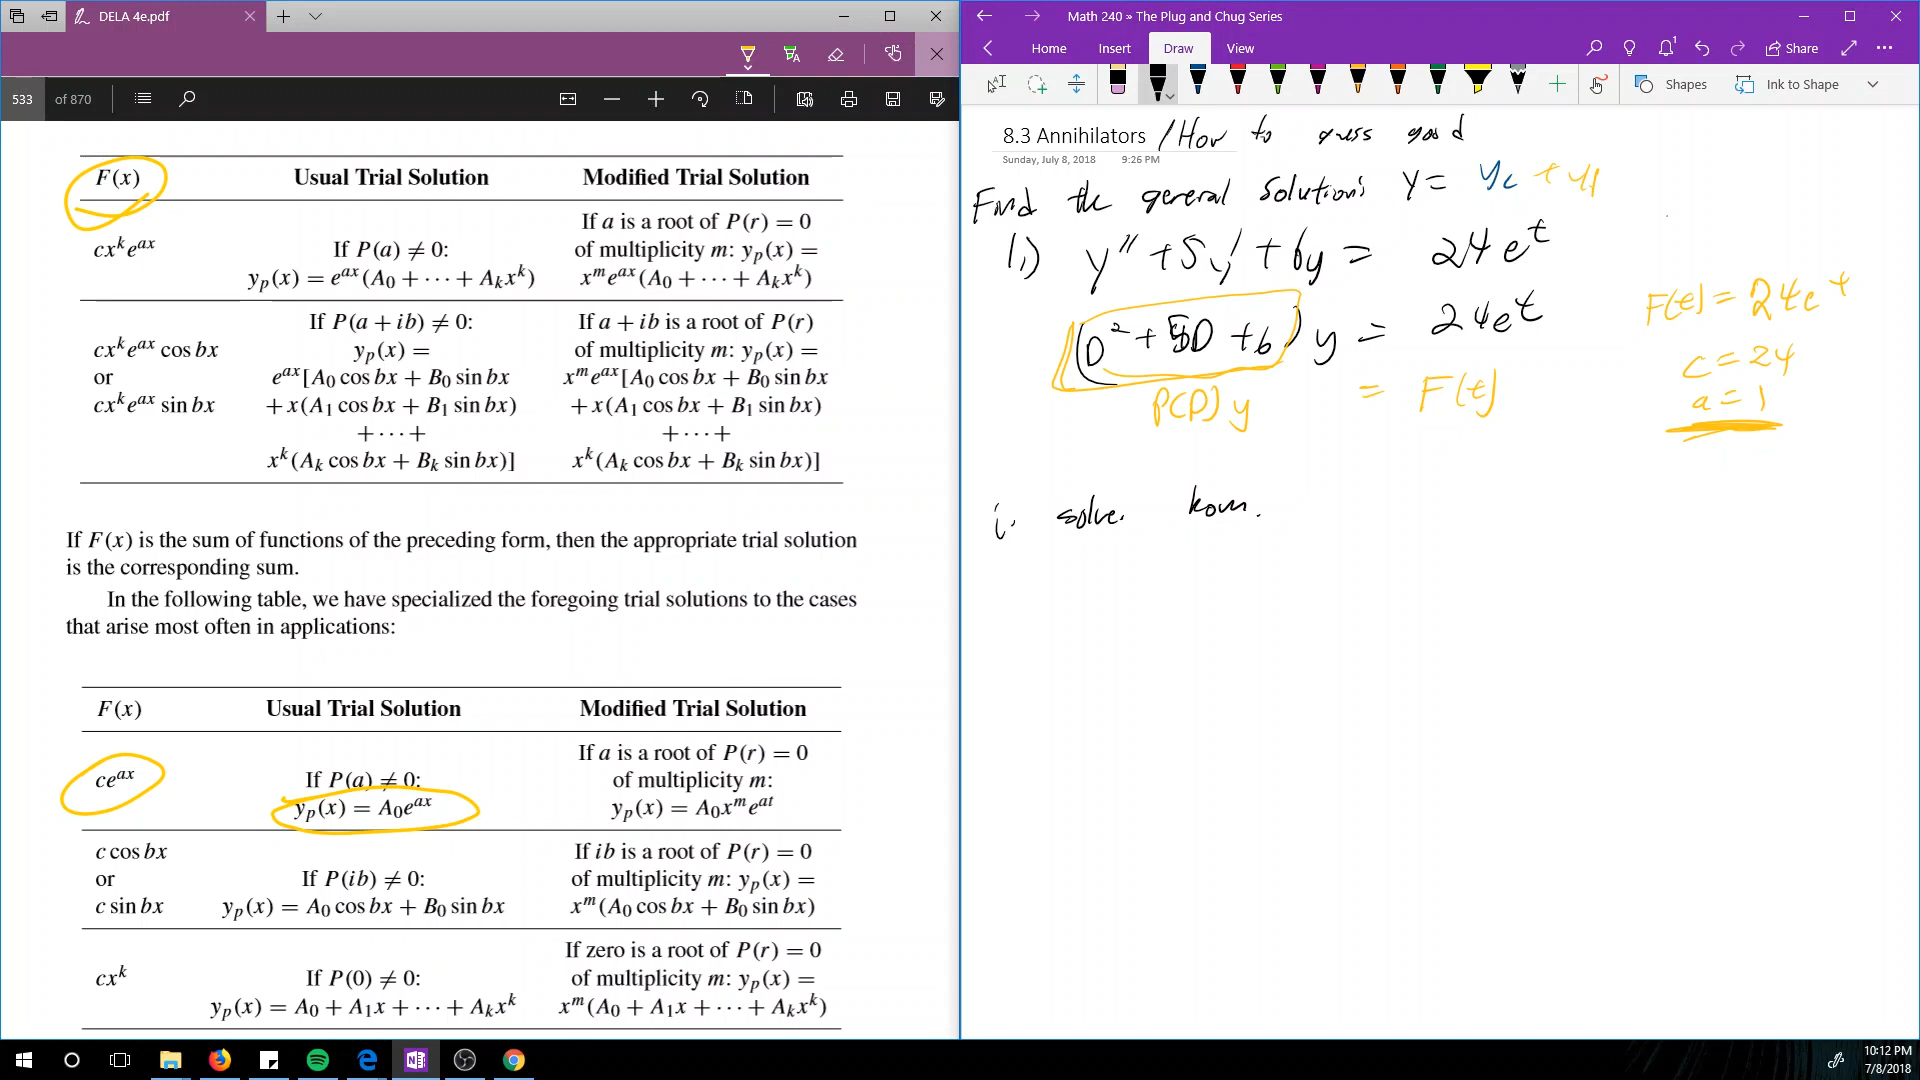 DELA 4e.pdf
533 of 870
F(x) Usual Trial Solution Modified Trial Solution
If a is a root of P(r) = 0
cx^k e^{ax} If P(a) ≠ 0: of multiplicity m: y_p(x) =
y_p(x) = e^{ax}(A_0 + ··· + A_k x^k) x^m e^{ax}(A_0 + ··· + A_k x^k)
If P(a + ib) ≠ 0: If a + ib is a root of P(r)
cx^k e^{ax} cos bx y_p(x) = of multiplicity m: y_p(x) =
or e^{ax}[A_0 cos bx + B_0 sin bx x^m e^{ax}[A_0 cos bx + B_0 sin bx
cx^k e^{ax} sin bx + x(A_1 cos bx + B_1 sin bx) + x(A_1 cos bx + B_1 sin bx)
+ ··· + + ··· +
x^k(A_k cos bx + B_k sin bx)] x^k(A_k cos bx + B_k sin bx)]
If F(x) is the sum of functions of the preceding form, then the appropriate trial solution
is the corresponding sum.
In the following table, we have specialized the foregoing trial solutions to the cases
that arise most often in applications:
F(x) Usual Trial Solution Modified Trial Solution
If a is a root of P(r) = 0
ce^{ax} If P(a) ≠ 0: of multiplicity m:
y_p(x) = A_0 e^{ax} y_p(x) = A_0 x^m e^{at}
c cos bx If ib is a root of P(r) = 0
or If P(ib) ≠ 0: of multiplicity m: y_p(x) =
c sin bx y_p(x) = A_0 cos bx + B_0 sin bx x^m(A_0 cos bx + B_0 sin bx)
If zero is a root of P(r) = 0
cx^k If P(0) ≠ 0: of multiplicity m: y_p(x) =
y_p(x) = A_0 + A_1 x + ··· + A_k x^k x^m(A_0 + A_1 x + ··· + A_k x^k)
Math 240 » The Plug and Chug Series
Home Insert Draw View
1 Share
Shapes Ink to Shape
8.3 Annihilators / How to guess good
Sunday, July 8, 2018 9:26 PM
Find the general solutions y = y_c +
1.) y'' + 5y' + 6y = 24e^t
(D^2 + 5D + 6) y = 24e^t
P(D) y = F(t)
F(t) = 24e^t
c = 24
a = 1
i. solve
10:12 PM
7/8/2018